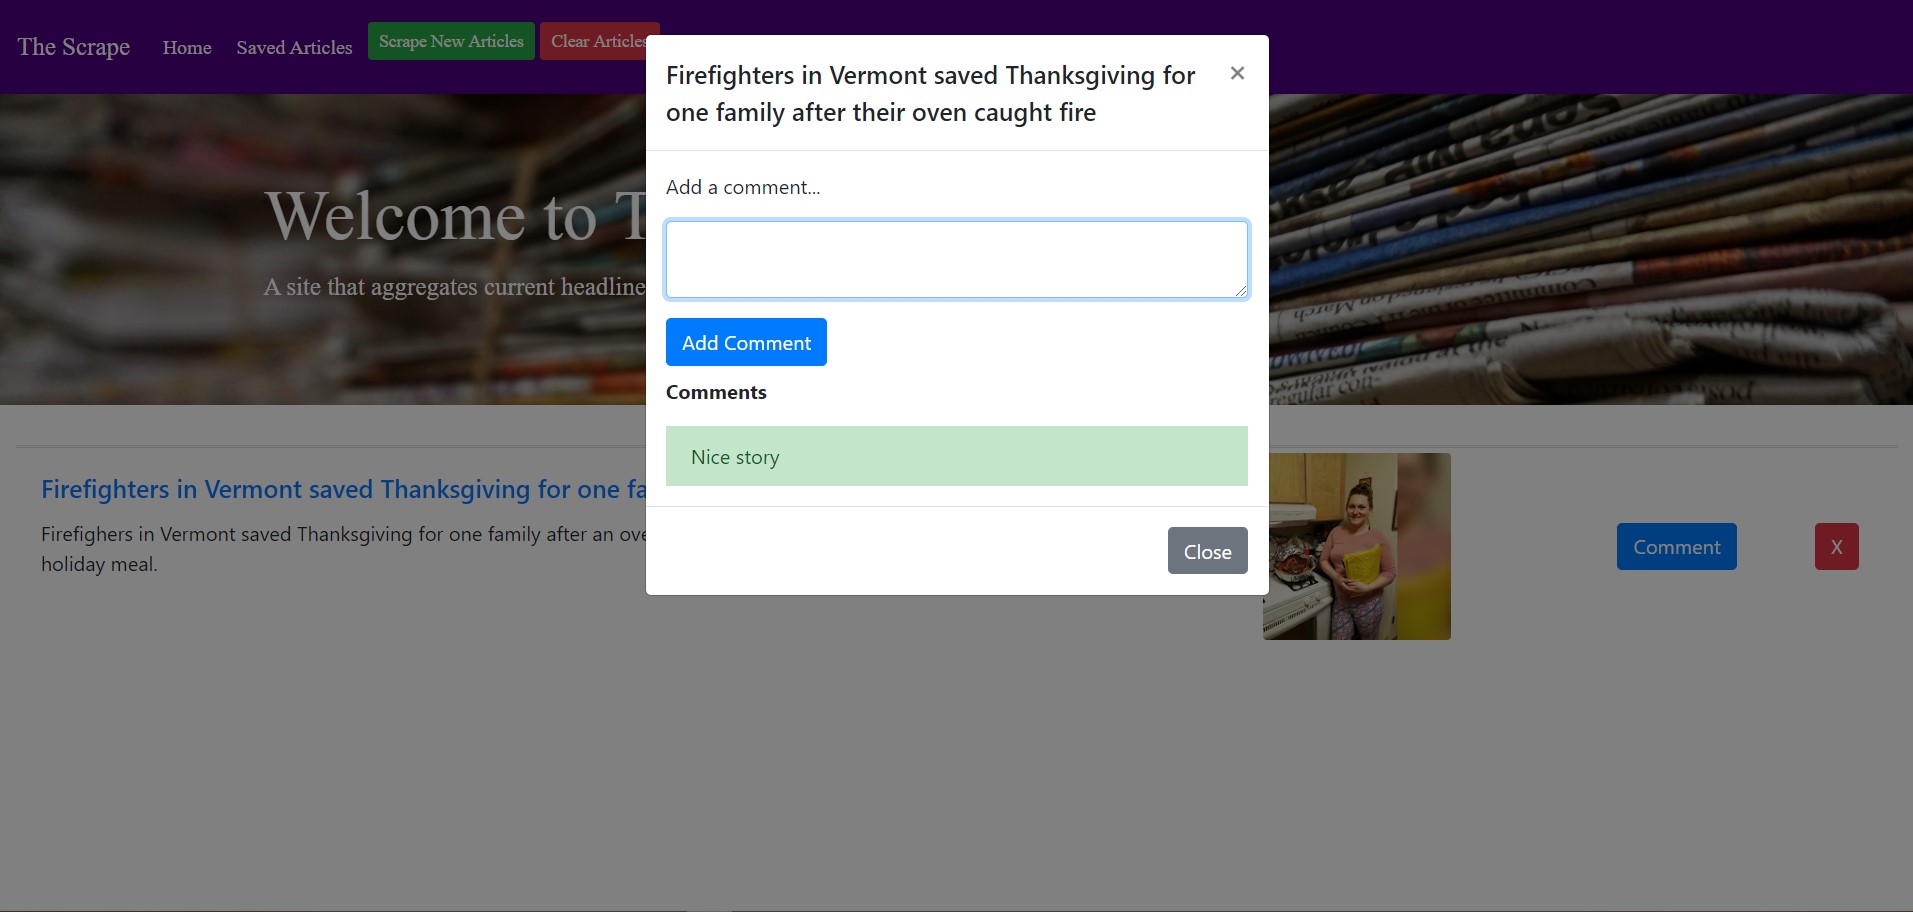 The Scrape
Home
Saved Articles
Scrape New Articles
Clear Articles
Welcome to T
A site that aggregates current headline
Firefighters in Vermont saved Thanksgiving for
one family after their oven caught fire
×
Add a comment...
Add Comment
Comments
Nice story
Close
Firefighters in Vermont saved Thanksgiving for one fa
Firefighers in Vermont saved Thanksgiving for one family after an ove
holiday meal.
Comment
X